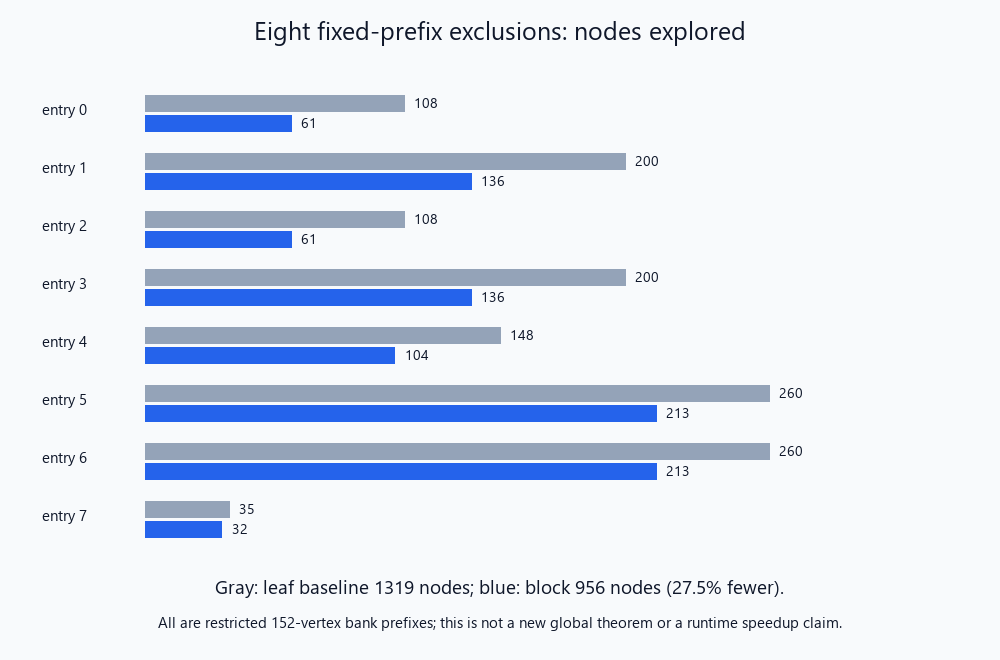 Eight fixed-prefix exclusions: nodes explored
entry 0
108
61
entry 1
200
136
entry 2
108
61
entry 3
200
136
entry 4
148
104
entry 5
260
213
entry 6
260
213
entry 7
35
32
Gray: leaf baseline 1319 nodes; blue: block 956 nodes (27.5% fewer).
All are restricted 152-vertex bank prefixes; this is not a new global theorem or a runtime speedup claim.